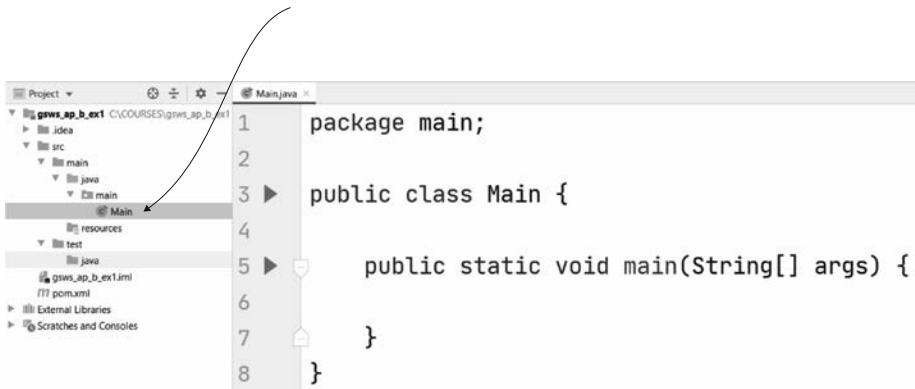 Project
Main.java
gsws_ap_b_ex1 C:\COURSES\gsws_ap_b_ex1
.idea
src
main
java
main
Main
resources
test
java
gsws_ap_b_ex1.iml
pom.xml
External Libraries
Scratches and Consoles
1 package main;
2
3 public class Main {
4
5 public static void main(String[] args) {
6
7 }
8 }